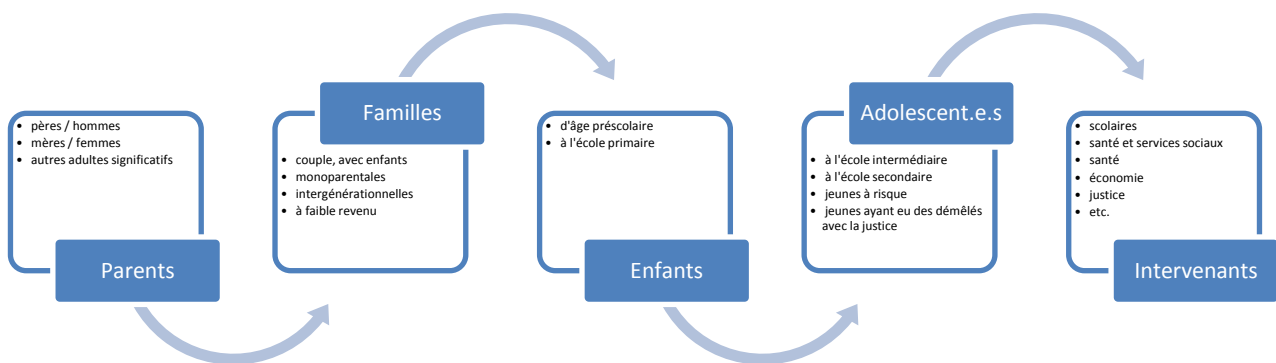 • pères / hommes
• mères / femmes
• autres adultes significatifs
Parents
Familles
• couple, avec enfants
• monoparentales
• intergénérationnelles
• à faible revenu
• d'âge préscolaire
• à l'école primaire
Enfants
Adolescent.e.s
• à l'école intermédiaire
• à l'école secondaire
• jeunes à risque
• jeunes ayant eu des démêlés
avec la justice
• scolaires
• santé et services sociaux
• santé
• économie
• justice
• etc.
Intervenants